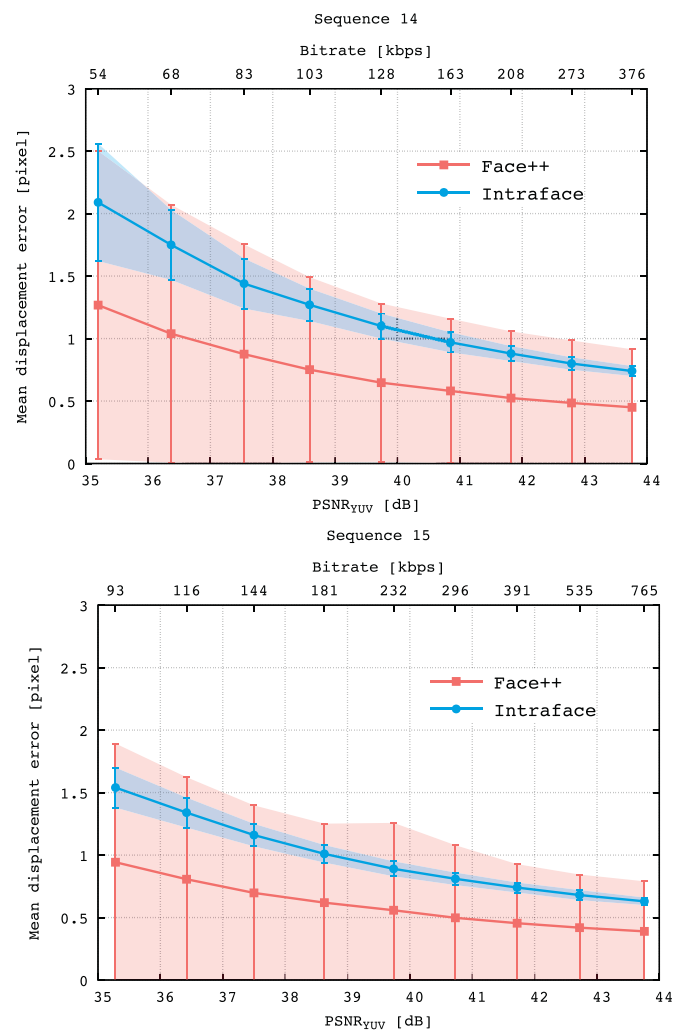 Sequence 14
Bitrate [kbps]
54 68 83 103 128 163 208 273 376
3
2.5
2
1.5
1
0.5
0
Mean displacement error [pixel]
Face++
Intraface
35 36 37 38 39 40 41 42 43 44
PSNRYUV [dB]
Sequence 15
Bitrate [kbps]
93 116 144 181 232 296 391 535 765
3
2.5
2
1.5
1
0.5
0
Mean displacement error [pixel]
Face++
Intraface
35 36 37 38 39 40 41 42 43 44
PSNRYUV [dB]